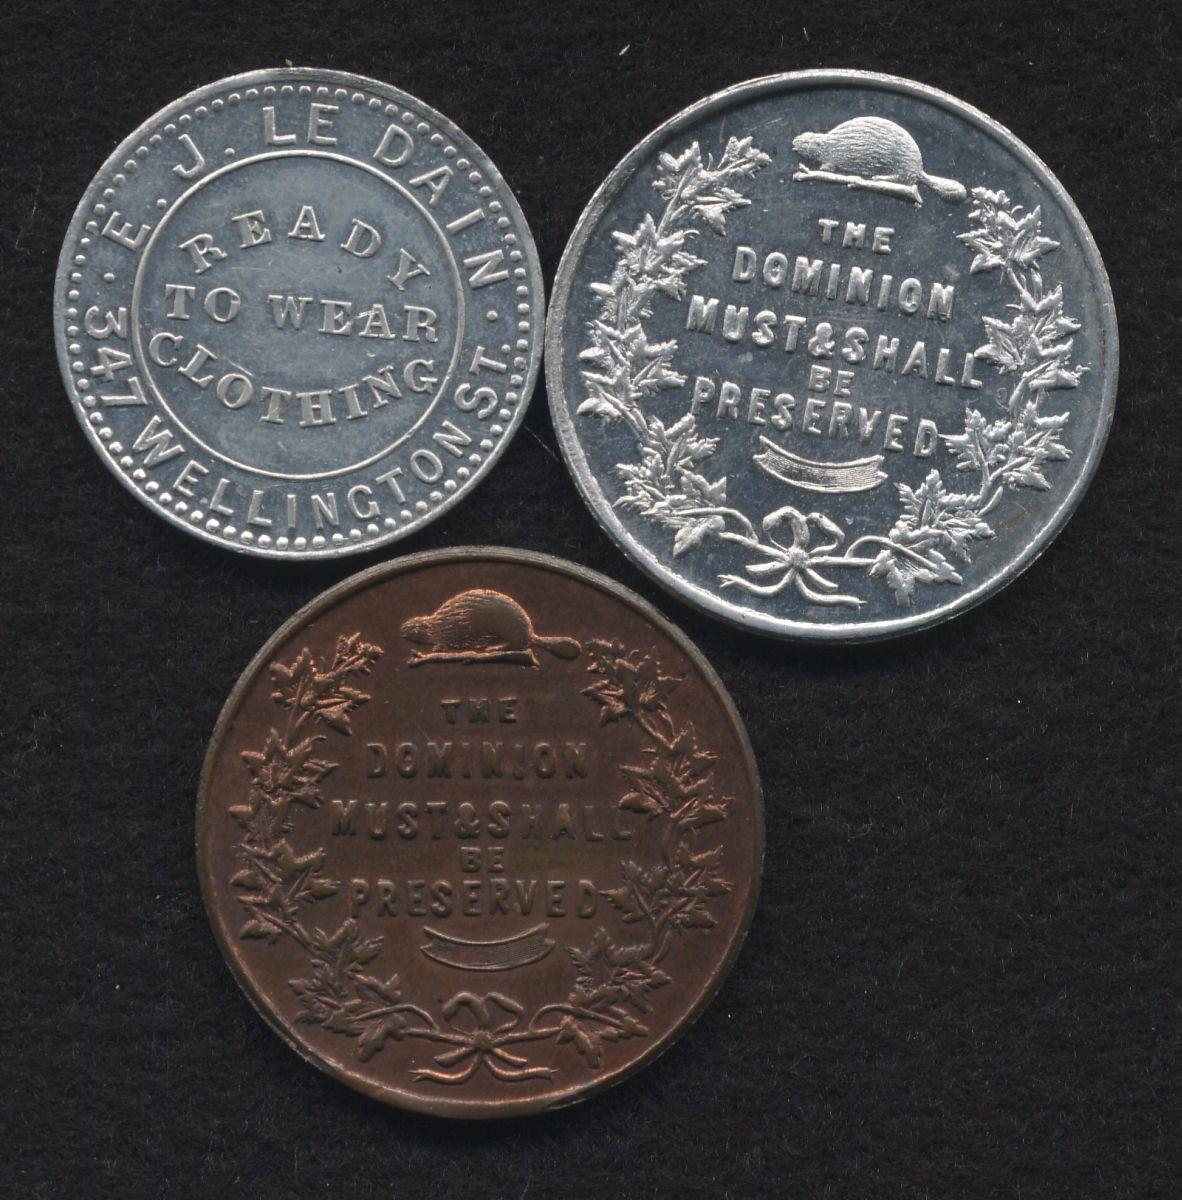 E. J. LE DAIN.
READY
TO WEAR
CLOTHING
347 WELLINGTON ST.
THE
DOMINION
MUST&SHALL
BE
PRESERVED
THE
DOMINION
MUST&SHALL
BE
PRESERVED